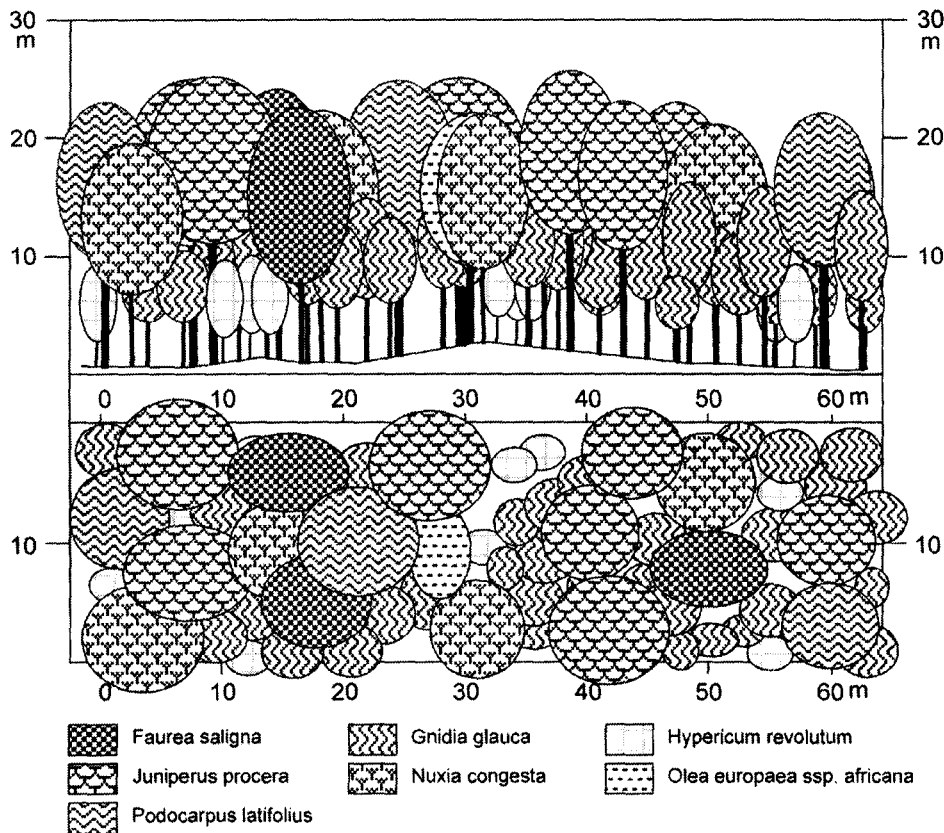 30 30
m m
20 20
10 10
0 10 20 30 40 50 60 m
10 10
0 10 20 30 40 50 60 m
Faurea saligna Gnidia glauca Hypericum revolutum
Juniperus procera Nuxia congesta Olea europaea ssp. africana
Podocarpus latifolius